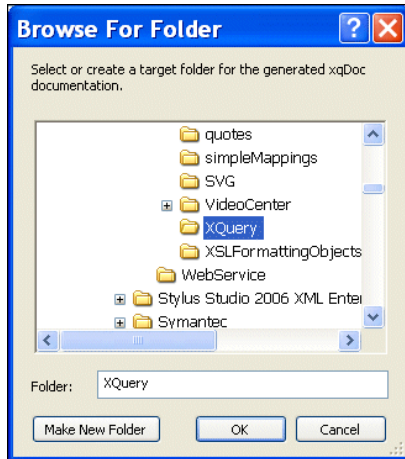 Browse For Folder
Select or create a target folder for the generated xqDoc
documentation.
quotes
simpleMappings
SVG
VideoCenter
XQuery
XSLFormattingObjects
WebService
Stylus Studio 2006 XML Enter
Symantec
Folder: XQuery
Make New Folder OK Cancel